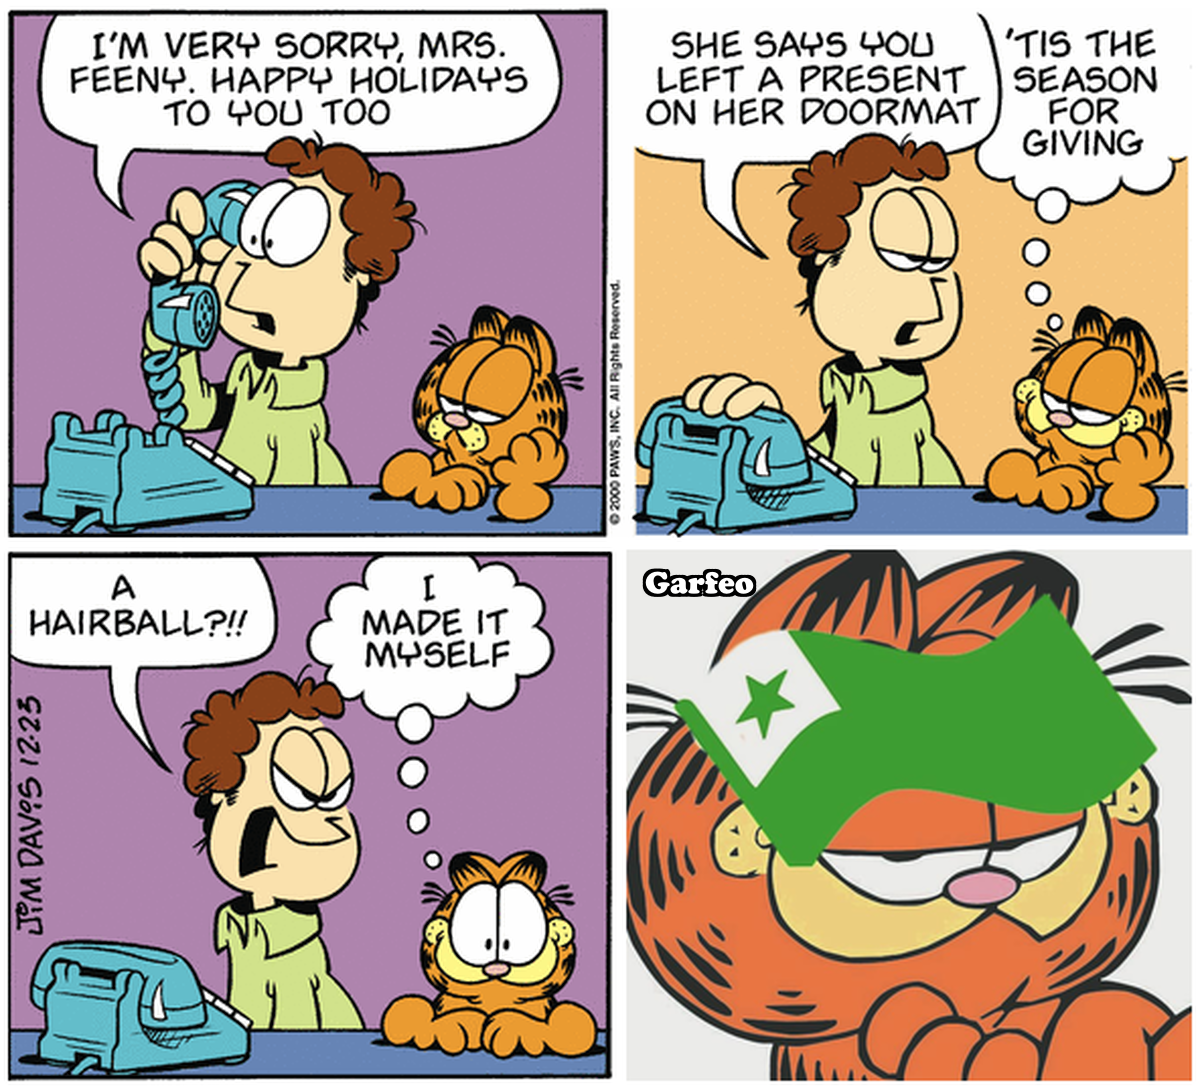 I'M VERY SORRY, MRS.
FEENY. HAPPY HOLIDAYS
TO YOU TOO
© 2000 PAWS, INC. All Rights Reserved.
SHE SAYS YOU
LEFT A PRESENT
ON HER DOORMAT
'TIS THE
SEASON
FOR
GIVING
A
HAIRBALL?!!
I
MADE IT
MYSELF
JIM DAVIS 12·23
Garfeo